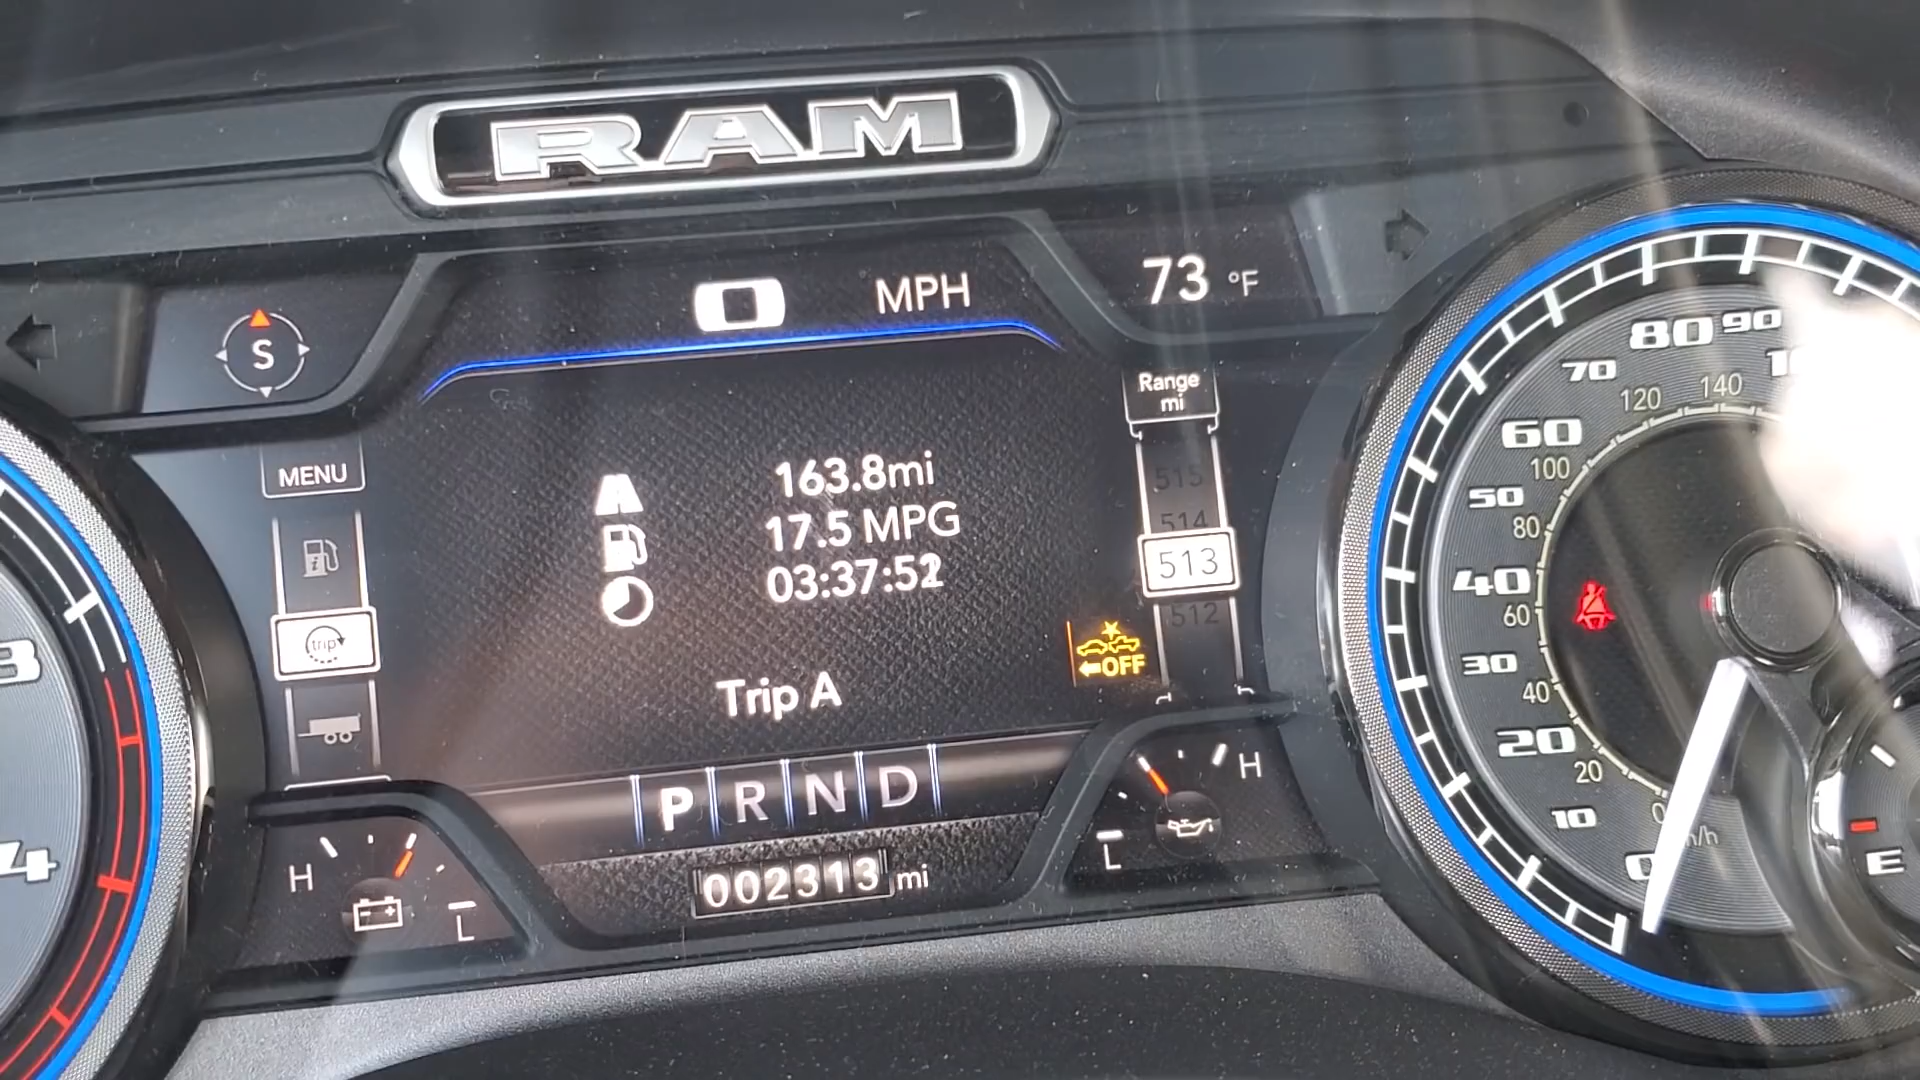 RAM
0 MPH
73 °F
S
Range
mi
MENU
515
514
513
512
163.8mi
17.5 MPG
03:37:52
trip
OFF
Trip A
P R N D
H
L
002313 mi
H
L
80 90
70
120 140
60
100
50
80
40
60
30
40
20
20
10
0
0
E
3
4